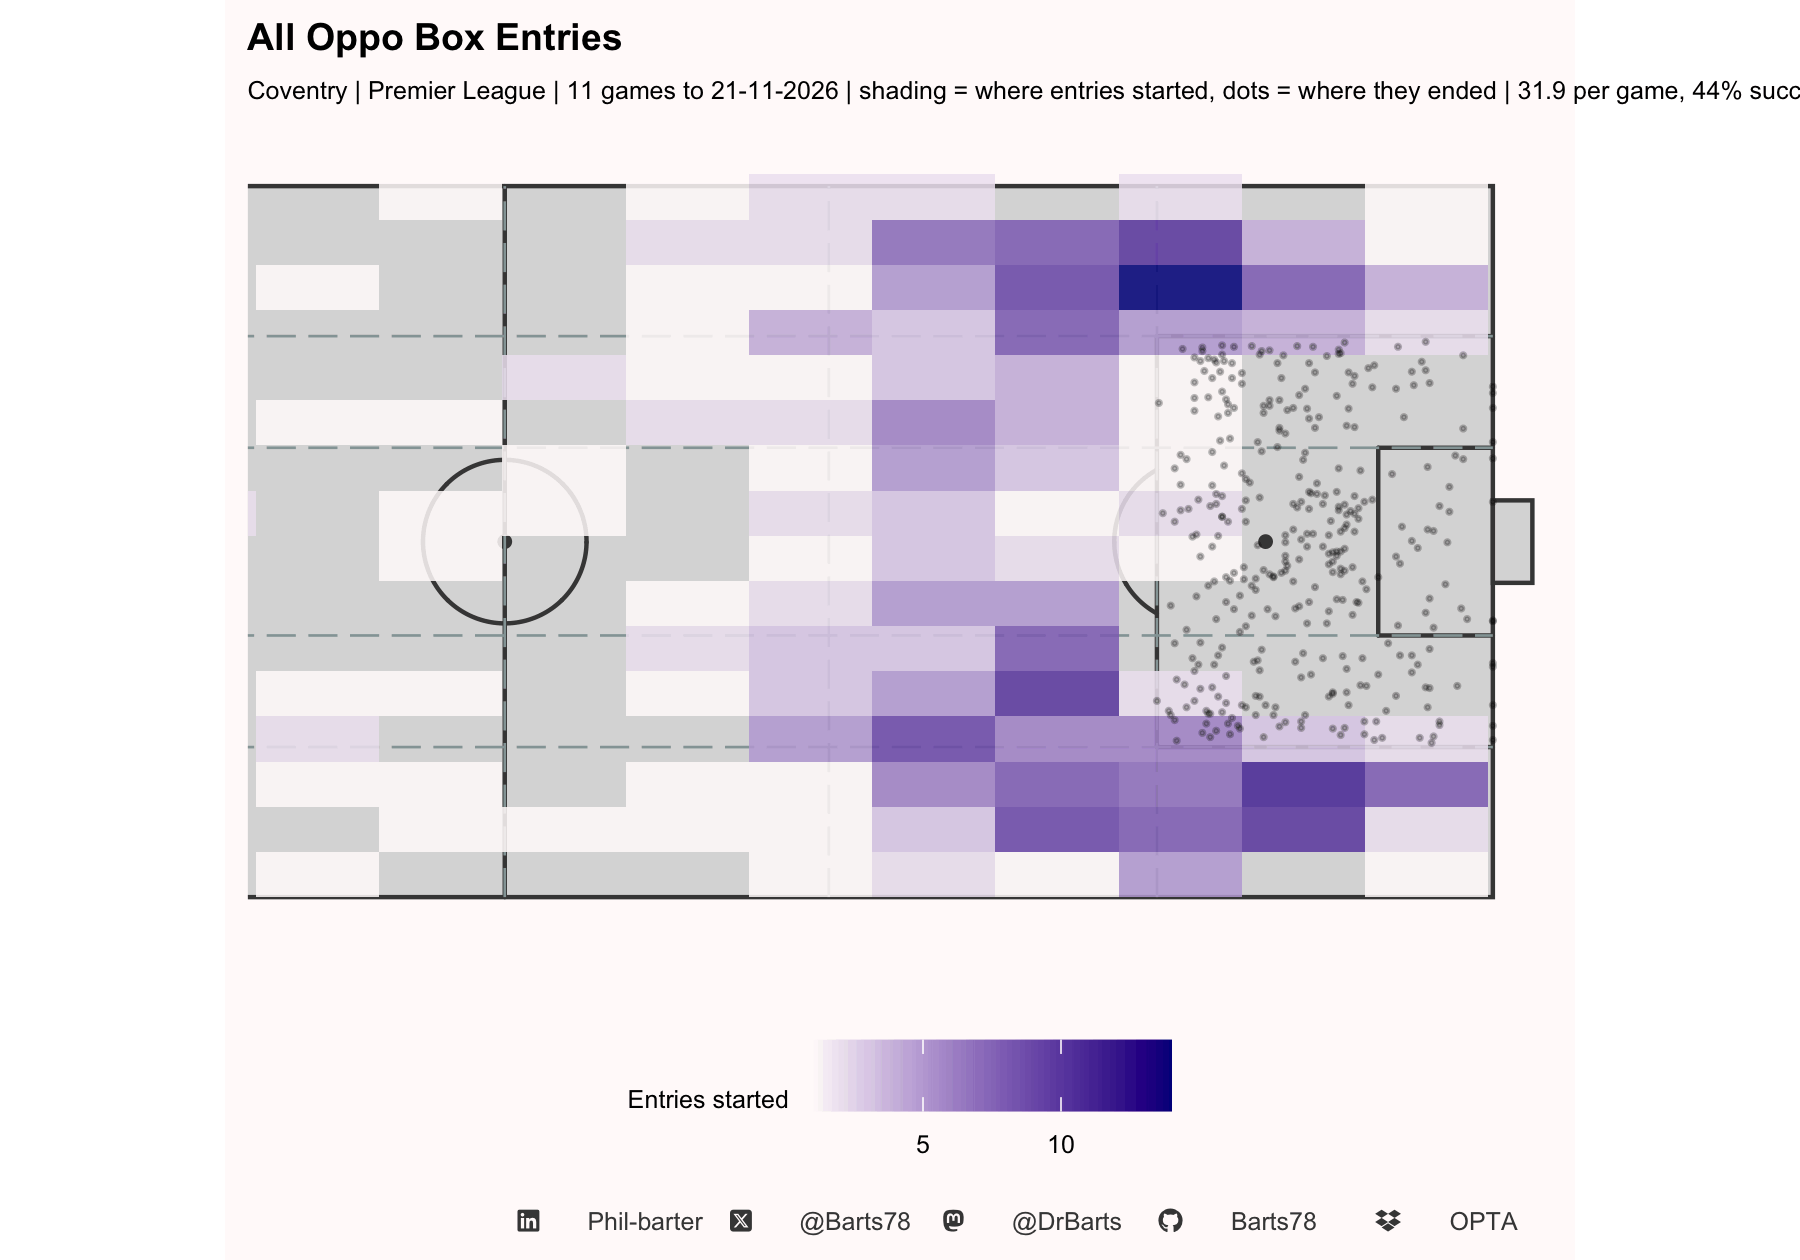 All Oppo Box Entries
Coventry | Premier League | 11 games to 21-11-2026 | shading = where entries started, dots = where they ended | 31.9 per game, 44% succ
Entries started
5 10
Phil-barter @Barts78 @DrBarts Barts78 OPTA